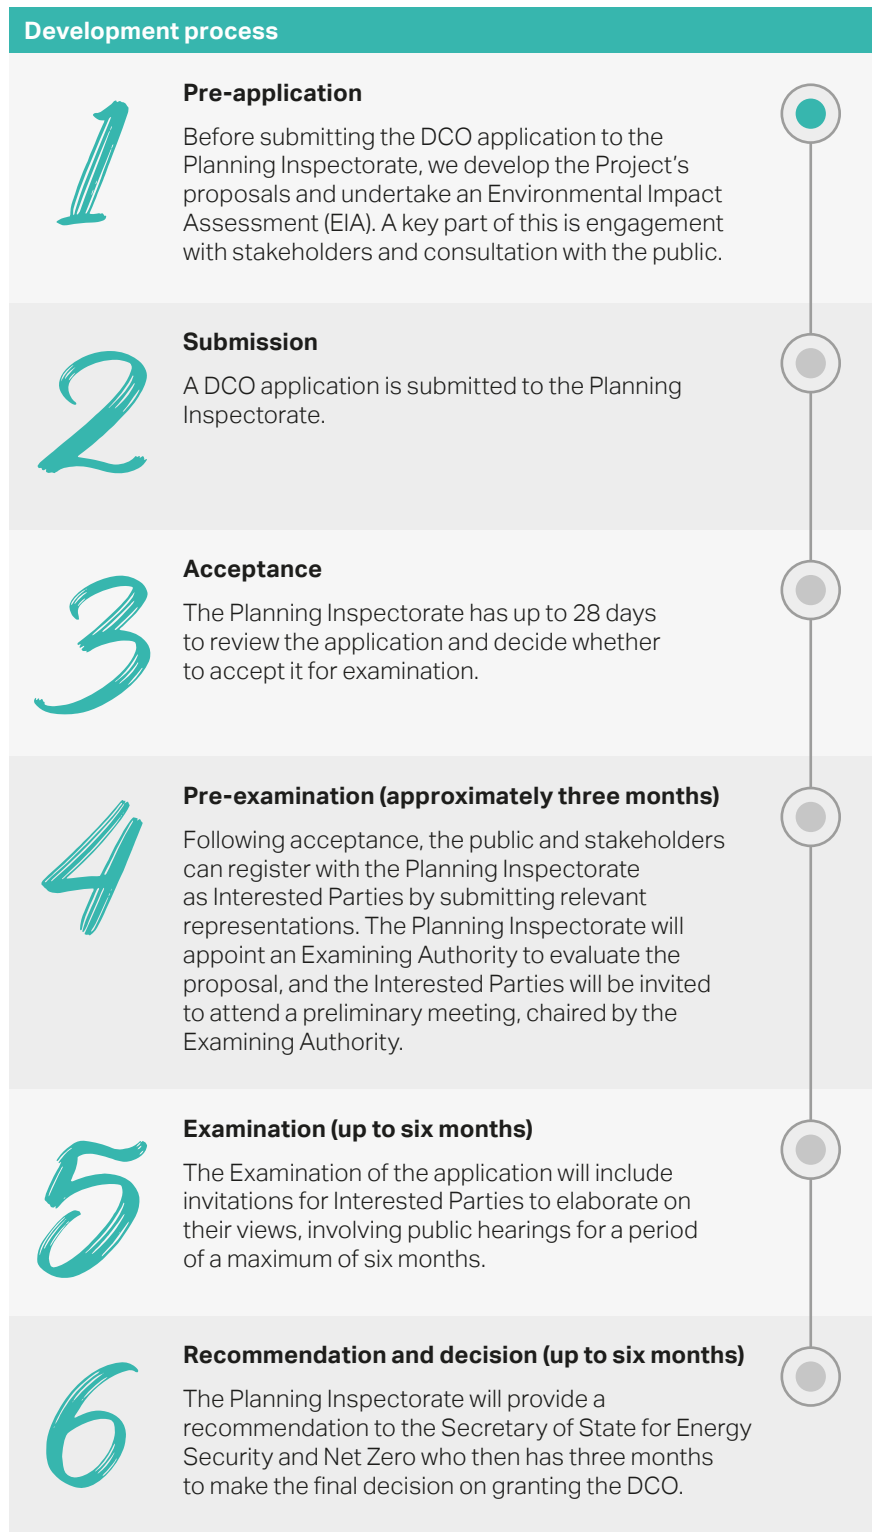 Development process
1
Pre-application
Before submitting the DCO application to the
Planning Inspectorate, we develop the Project's
proposals and undertake an Environmental Impact
Assessment (EIA). A key part of this is engagement
with stakeholders and consultation with the public.
2
Submission
A DCO application is submitted to the Planning
Inspectorate.
3
Acceptance
The Planning Inspectorate has up to 28 days
to review the application and decide whether
to accept it for examination.
4
Pre-examination (approximately three months)
Following acceptance, the public and stakeholders
can register with the Planning Inspectorate
as Interested Parties by submitting relevant
representations. The Planning Inspectorate will
appoint an Examining Authority to evaluate the
proposal, and the Interested Parties will be invited
to attend a preliminary meeting, chaired by the
Examining Authority.
5
Examination (up to six months)
The Examination of the application will include
invitations for Interested Parties to elaborate on
their views, involving public hearings for a period
of a maximum of six months.
6
Recommendation and decision (up to six months)
The Planning Inspectorate will provide a
recommendation to the Secretary of State for Energy
Security and Net Zero who then has three months
to make the final decision on granting the DCO.